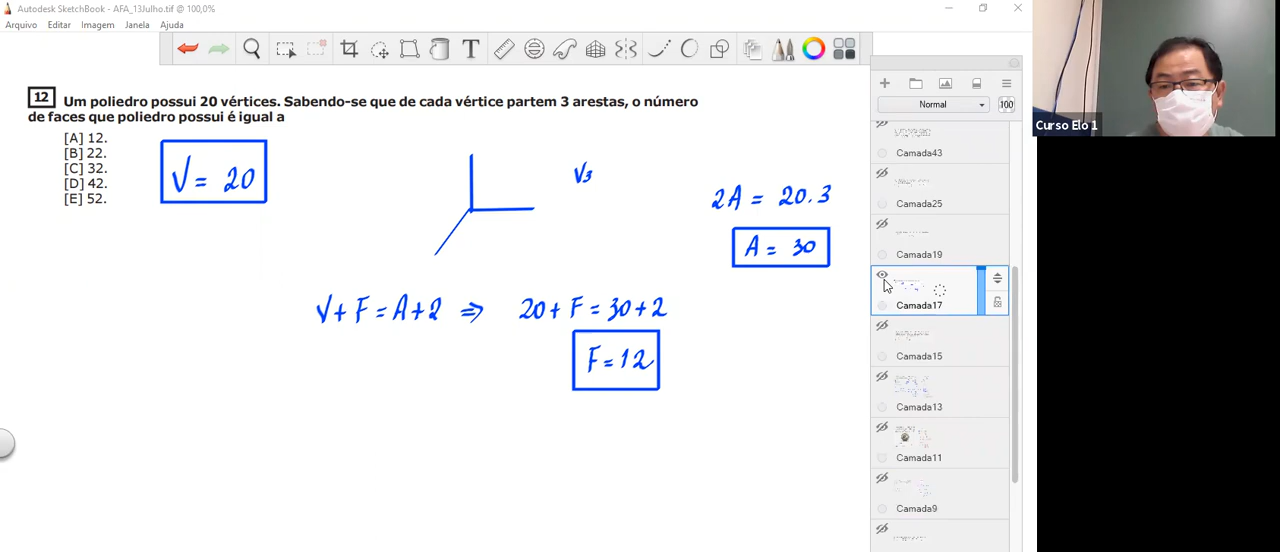 Autodesk SketchBook - AFA_13Julho.tif @ 100,0%
Arquivo Editar Imagem Janela Ajuda
12 Um poliedro possui 20 vértices. Sabendo-se que de cada vértice partem 3 arestas, o número
de faces que poliedro possui é igual a
[A] 12.
[B] 22.
[C] 32.
[D] 42.
[E] 52.
V = 20
V3
2A = 20.3
A = 30
V + F = A + 2 ⇒ 20 + F = 30 + 2
F = 12
Normal 100
Camada43
Camada25
Camada19
Camada17
Camada15
Camada13
Camada11
Camada9
Curso Elo 1